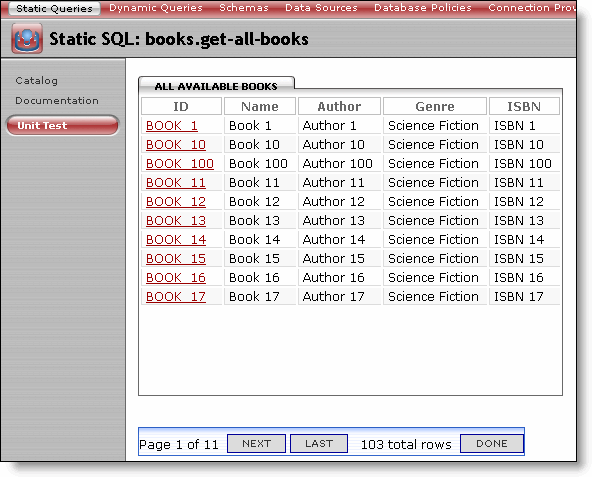 Static Queries Dynamic Queries Schemas Data Sources Database Policies Connection
Static SQL: books.get-all-books
Catalog
Documentation
Unit Test
ALL AVAILABLE BOOKS
ID Name Author Genre ISBN
BOOK_1 Book 1 Author 1 Science Fiction ISBN 1
BOOK_10 Book 10 Author 10 Science Fiction ISBN 10
BOOK_100 Book 100 Author 100 Science Fiction ISBN 100
BOOK_11 Book 11 Author 11 Science Fiction ISBN 11
BOOK_12 Book 12 Author 12 Science Fiction ISBN 12
BOOK_13 Book 13 Author 13 Science Fiction ISBN 13
BOOK_14 Book 14 Author 14 Science Fiction ISBN 14
BOOK_15 Book 15 Author 15 Science Fiction ISBN 15
BOOK_16 Book 16 Author 16 Science Fiction ISBN 16
BOOK_17 Book 17 Author 17 Science Fiction ISBN 17
Page 1 of 11 NEXT LAST 103 total rows DONE